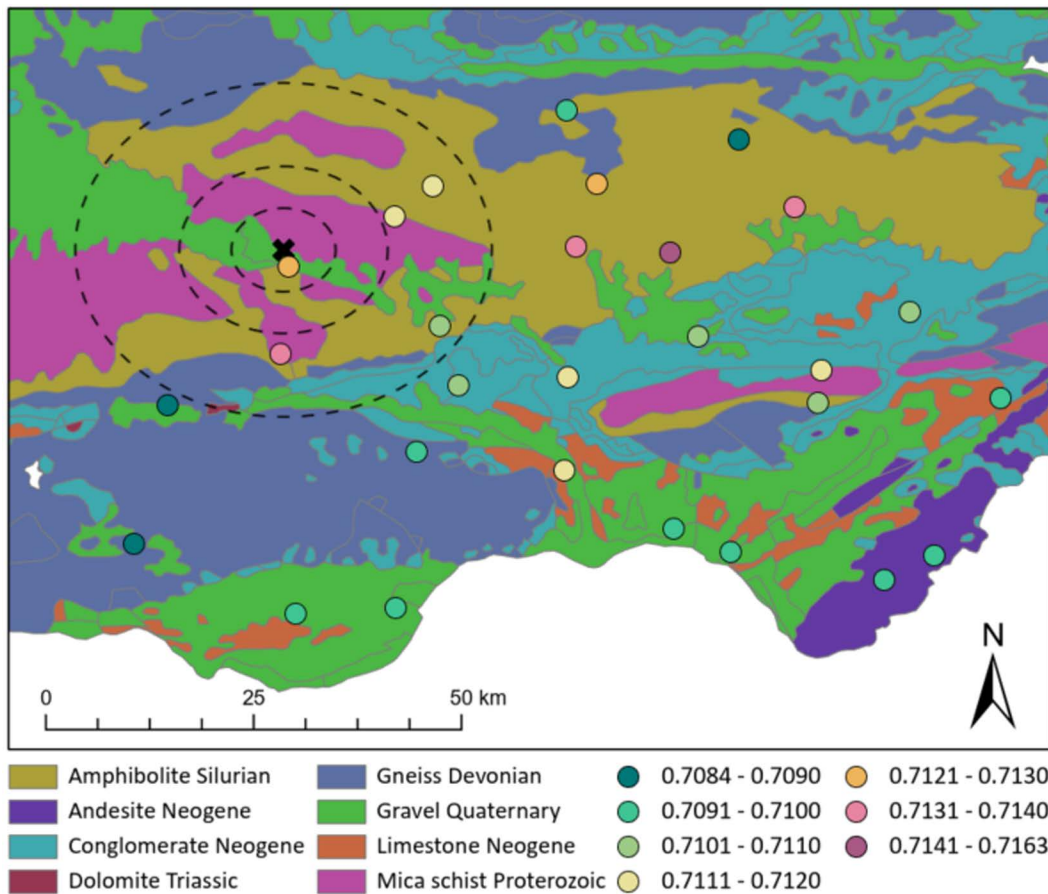 N
0 25 50 km
Amphibolite Silurian Gneiss Devonian 0.7084 - 0.7090 0.7121 - 0.7130
Andesite Neogene Gravel Quaternary 0.7091 - 0.7100 0.7131 - 0.7140
Conglomerate Neogene Limestone Neogene 0.7101 - 0.7110 0.7141 - 0.7163
Dolomite Triassic Mica schist Proterozoic 0.7111 - 0.7120